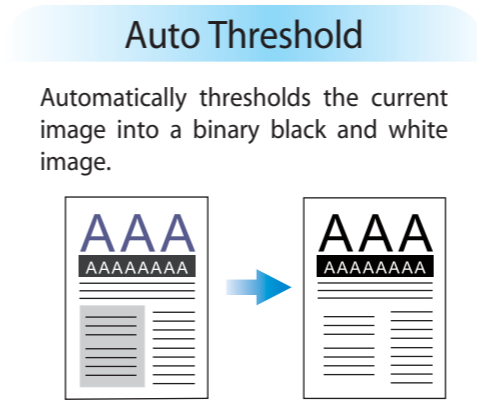 Auto Threshold
Automatically thresholds the current
image into a binary black and white
image.
AAA
AAAAAAAA
AAA
AAAAAAAA